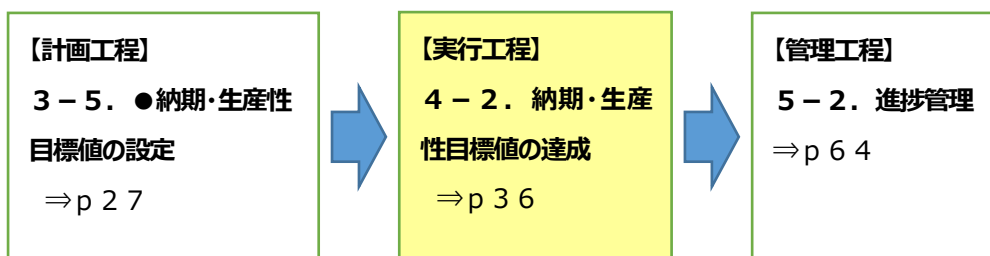 【計画工程】
３－５．●納期・生産性
目標値の設定
⇒p２７
【実行工程】
４－２．納期・生産
性目標値の達成
⇒p３６
【管理工程】
５－２．進捗管理
⇒p６４